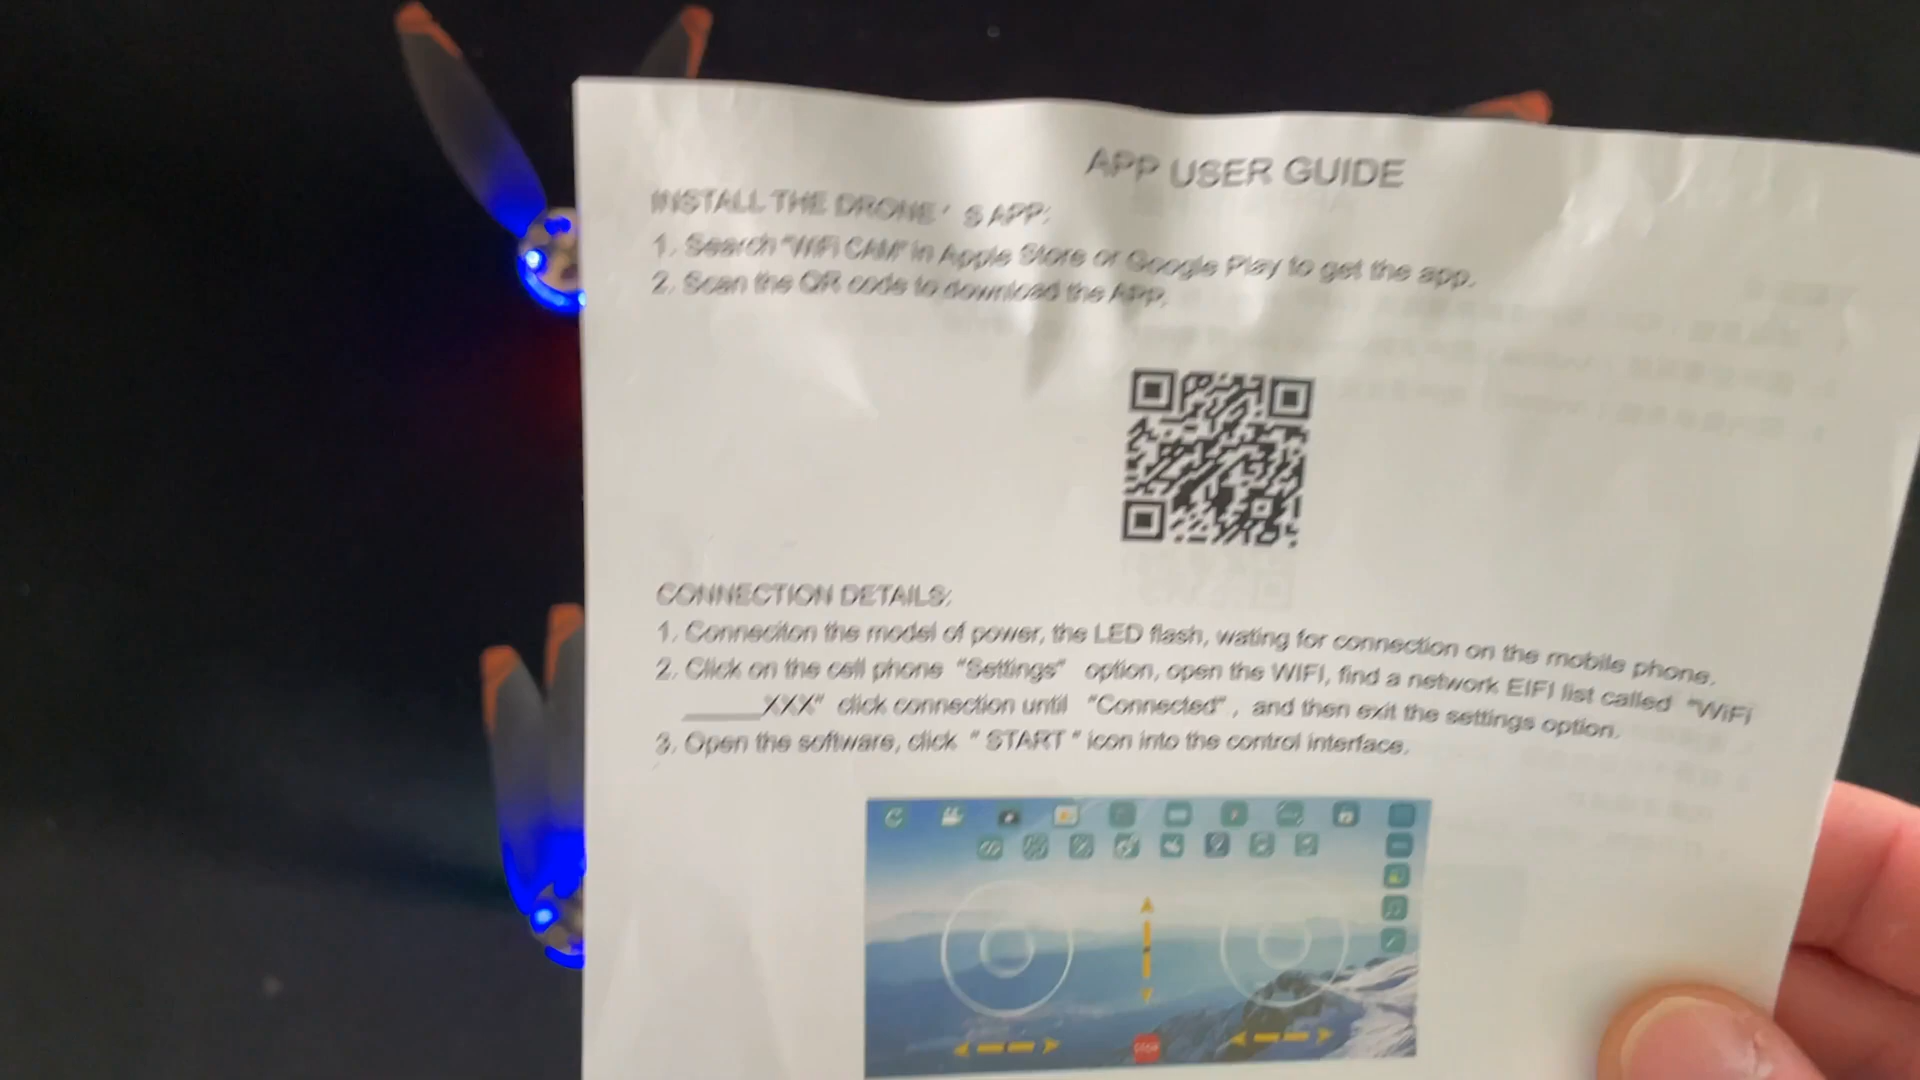 APP USER GUIDE
INSTALL THE DRONE' S APP:
1. Search "WiFi CAM" in Apple Store or Google Play to get the app.
2. Scan the QR code to download the APP.
CONNECTION DETAILS:
1. Conneciton the model of power, the LED flash, wating for connection on the mobile phone.
2. Click on the cell phone "Settings" option, open the WIFI, find a network EIFI list called "WiFi
______XXX" click connection until "Connected", and then exit the settings option.
3. Open the software, click " START " icon into the control interface.
STOP